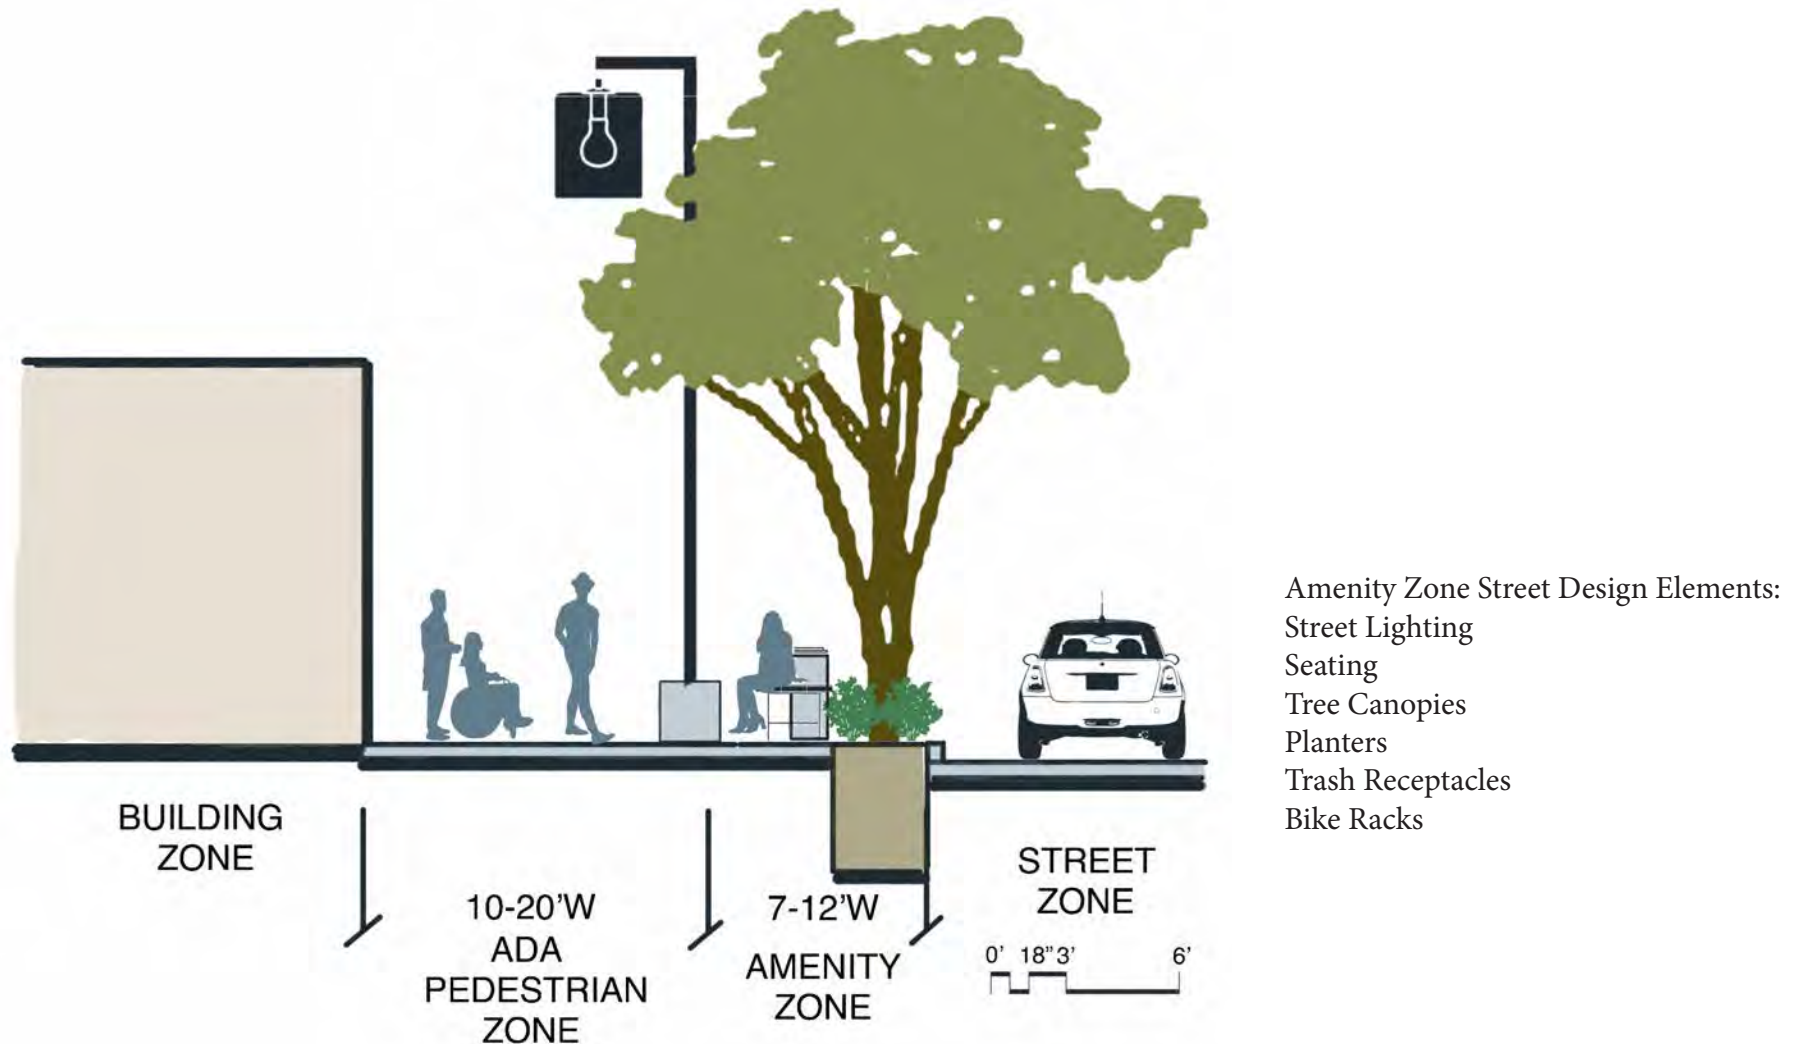 BUILDING
ZONE
10-20'W
ADA
PEDESTRIAN
ZONE
7-12'W
AMENITY
ZONE
STREET
ZONE
0' 18" 3' 6'
Amenity Zone Street Design Elements:
Street Lighting
Seating
Tree Canopies
Planters
Trash Receptacles
Bike Racks